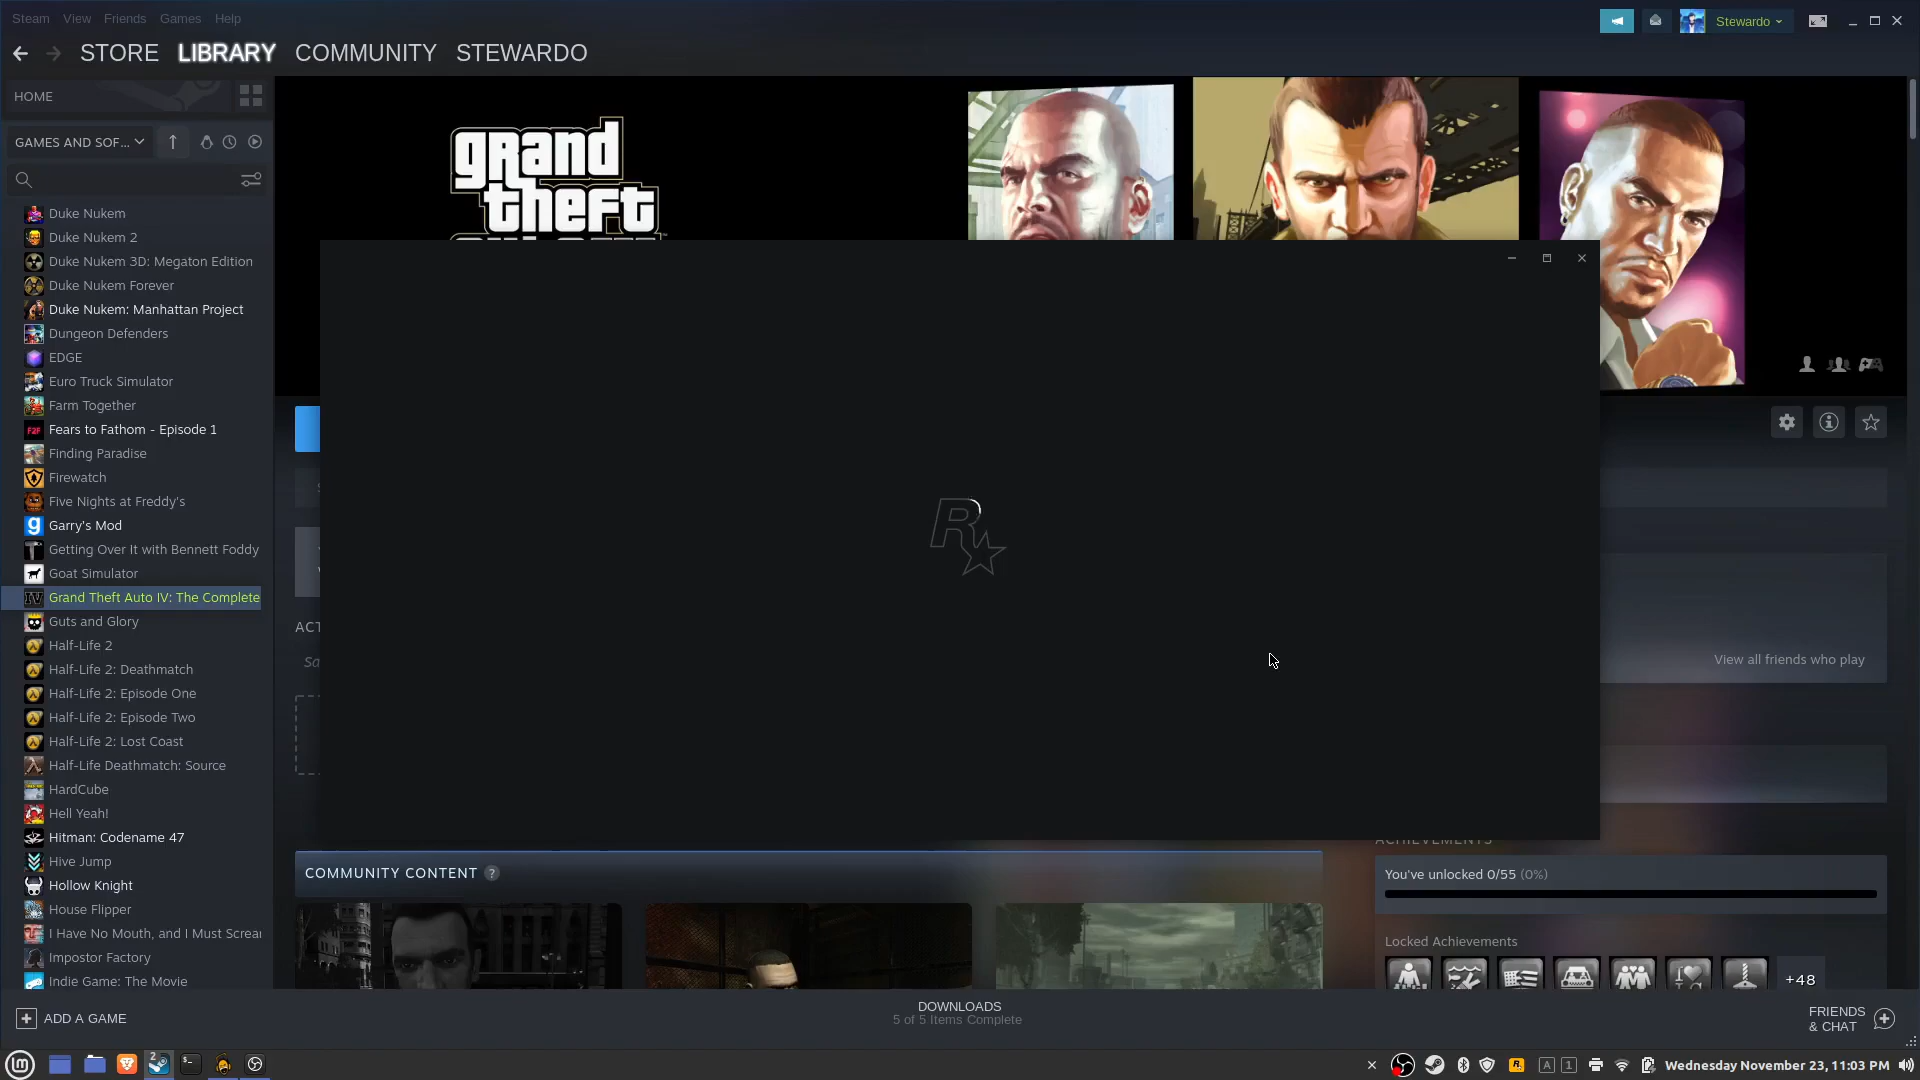 Steam View Friends Games Help
Stewardo
STORE LIBRARY COMMUNITY STEWARDO
HOME
GAMES AND SOF...
grand
theft
Duke Nukem
Duke Nukem 2
Duke Nukem 3D: Megaton Edition
Duke Nukem Forever
Duke Nukem: Manhattan Project
Dungeon Defenders
EDGE
Euro Truck Simulator
Farm Together
F2F
Fears to Fathom - Episode 1
Finding Paradise
Firewatch
Five Nights at Freddy's
g
Garry's Mod
Getting Over It with Bennett Foddy
Goat Simulator
IV
Grand Theft Auto IV: The Complete
Guts and Glory
Half-Life 2
Half-Life 2: Deathmatch
Half-Life 2: Episode One
Half-Life 2: Episode Two
Half-Life 2: Lost Coast
Half-Life Deathmatch: Source
HardCube
Hell Yeah!
Hitman: Codename 47
Hive Jump
Hollow Knight
House Flipper
I Have No Mouth, and I Must Screa
Impostor Factory
Indie Game: The Movie
R
ACT
View all friends who play
COMMUNITY CONTENT ?
ACHIEVEMENTS
You've unlocked 0/55 (0%)
Locked Achievements
+48
ADD A GAME
DOWNLOADS
5 of 5 Items Complete
FRIENDS
& CHAT
2
A 1
Wednesday November 23, 11:03 PM